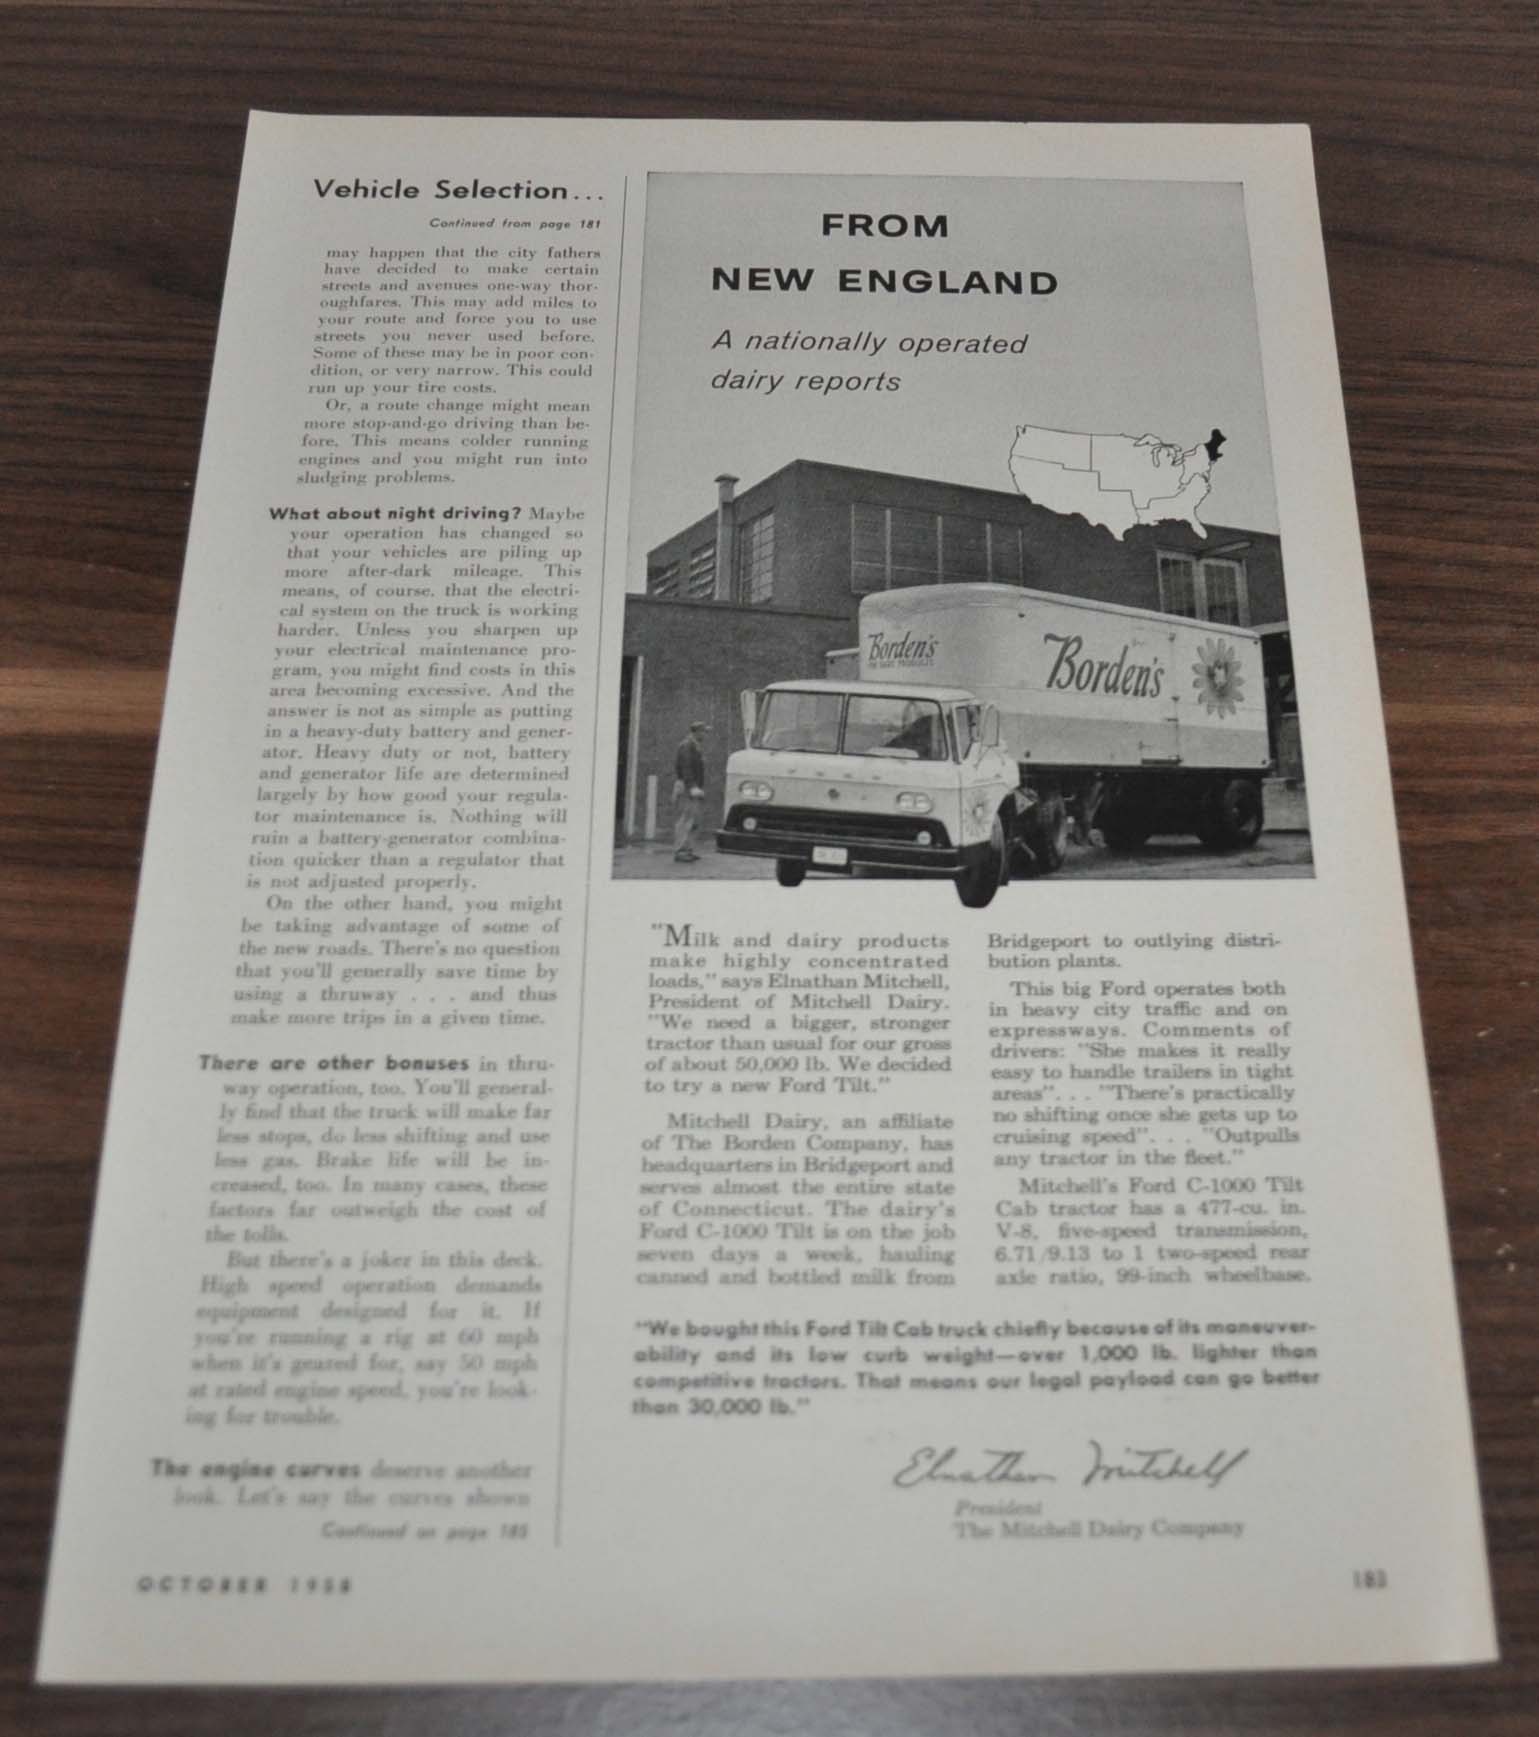 Vehicle Selection...
Continued from page 181
may happen that the city fathers
have decided to make certain
streets and avenues one-way thor-
oughfares. This may add miles to
your route and force you to use
streets you never used before.
Some of these may be in poor con-
dition, or very narrow. This could
run up your tire costs.
Or, a route change might mean
more stop-and-go driving than be-
fore. This means colder running
engines and you might run into
sludging problems.
What about night driving? Maybe
your operation has changed so
that your vehicles are piling up
more after-dark mileage. This
means, of course, that the electri-
cal system on the truck is working
harder. Unless you sharpen up
your electrical maintenance pro-
gram, you might find costs in this
area becoming excessive. And the
answer is not as simple as putting
in a heavy-duty battery and gener-
ator. Heavy duty or not, battery
and generator life are determined
largely by how good your regula-
tor maintenance is. Nothing will
ruin a battery-generator combina-
tion quicker than a regulator that
is not adjusted properly.
On the other hand, you might
be taking advantage of some of
the new roads. There's no question
that you'll generally save time by
using a thruway . . . and thus
make more trips in a given time.
There are other bonuses in thru-
way operation, too. You'll general-
ly find that the truck will make far
less stops, do less shifting and use
less gas. Brake life will be in-
creased, too. In many cases, these
factors far outweigh the cost of
the tolls.
But there's a joker in this deck.
High speed operation demands
equipment designed for it. If
you're running a rig at 60 mph
when it's geared for, say 50 mph
at rated engine speed, you're look-
ing for trouble.
The engine curves deserve another
look. Let's say the curves shown
Continued on page 185
OCTOBER 1958
FROM
NEW ENGLAND
A nationally operated
dairy reports
Borden's
Borden's
FORD
"Milk and dairy products
make highly concentrated
loads," says Elnathan Mitchell,
President of Mitchell Dairy.
"We need a bigger, stronger
tractor than usual for our gross
of about 50,000 lb. We decided
to try a new Ford Tilt."
Mitchell Dairy, an affiliate
of The Borden Company, has
headquarters in Bridgeport and
serves almost the entire state
of Connecticut. The dairy's
Ford C-1000 Tilt is on the job
seven days a week, hauling
canned and bottled milk from
Bridgeport to outlying distri-
bution plants.
This big Ford operates both
in heavy city traffic and on
expressways. Comments of
drivers: "She makes it really
easy to handle trailers in tight
areas". . . "There's practically
no shifting once she gets up to
cruising speed". . . "Outpulls
any tractor in the fleet."
Mitchell's Ford C-1000 Tilt
Cab tractor has a 477-cu. in.
V-8, five-speed transmission,
6.71/9.13 to 1 two-speed rear
axle ratio, 99-inch wheelbase.
"We bought this Ford Tilt Cab truck chiefly because of its maneuver-
ability and its low curb weight—over 1,000 lb. lighter than
competitive tractors. That means our legal payload can go better
than 30,000 lb."
Elnathan Mitchell
President
The Mitchell Dairy Company
183